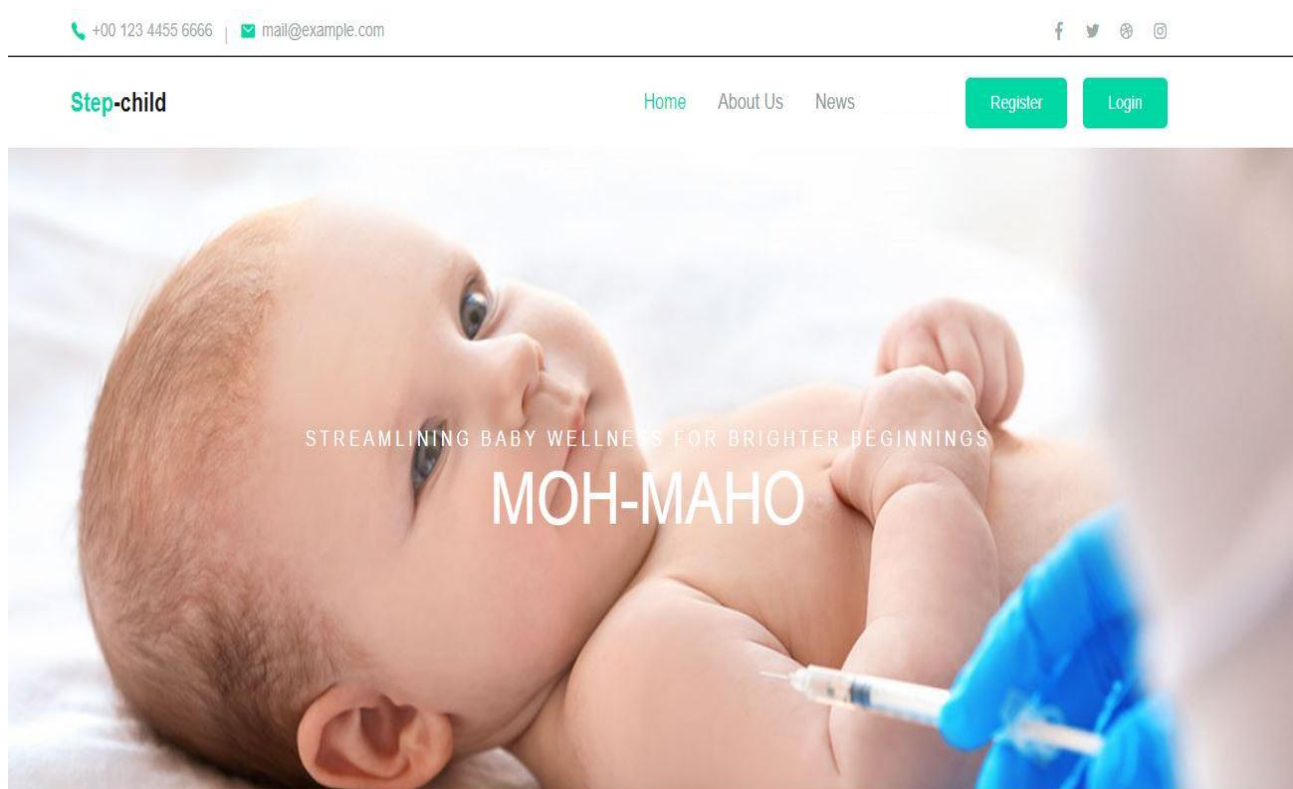 +00 123 4455 6666 | mail@example.com
Step-child
Home About Us News Register Login
STREAMLINING BABY WELLNESS FOR BRIGHTER BEGINNINGS
MOH-MAHO